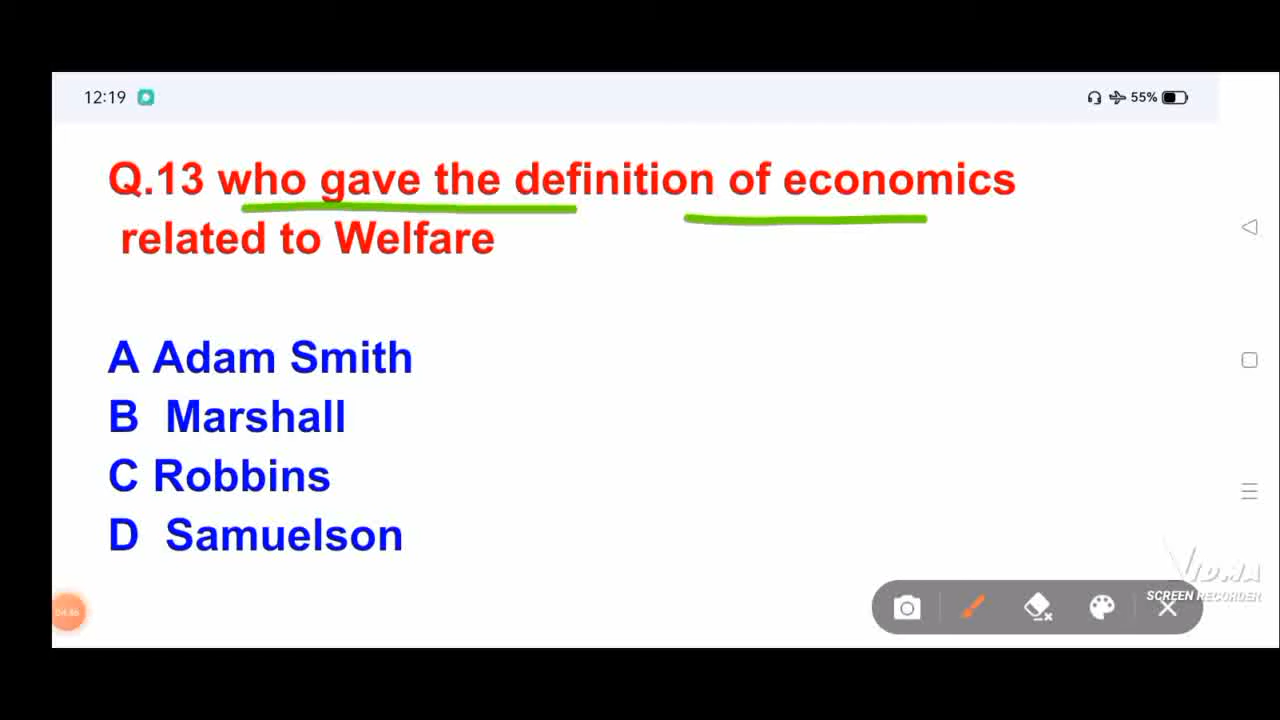 12:19 55%
Q.13 who gave the definition of economics
related to Welfare
A Adam Smith
B Marshall
C Robbins
D Samuelson
VIDMA
SCREEN RECORDER